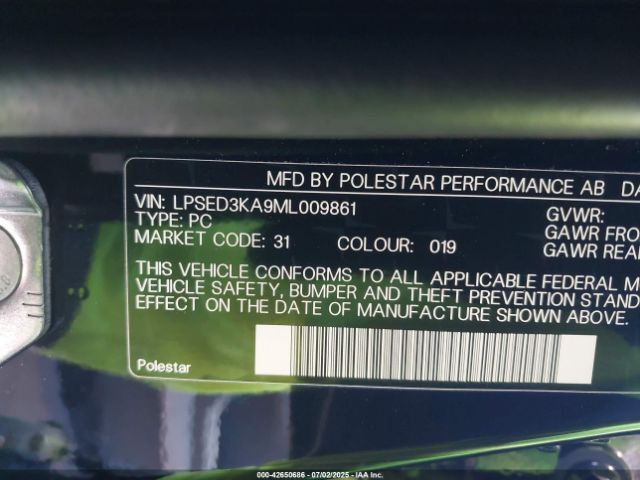 MFD BY POLESTAR PERFORMANCE AB DA
VIN: LPSED3KA9ML009861
TYPE: PC
MARKET CODE: 31 COLOUR: 019
GVWR:
GAWR FRO
GAWR REA
THIS VEHICLE CONFORMS TO ALL APPLICABLE FEDERAL M
VEHICLE SAFETY, BUMPER AND THEFT PREVENTION STAND
EFFECT ON THE DATE OF MANUFACTURE SHOWN ABOVE.
Polestar
000-42650686 - 07/02/2025 - IAA Inc.